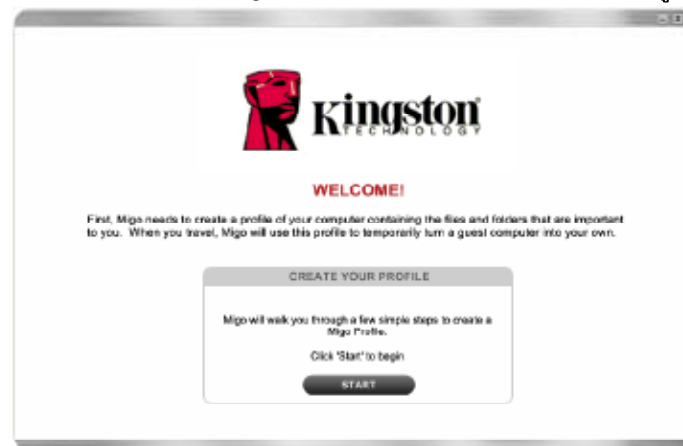 Kingston
TECHNOLOGY
WELCOME!
First, Migo needs to create a profile of your computer containing the files and folders that are important
to you. When you travel, Migo will use this profile to temporarily turn a guest computer into your own.
CREATE YOUR PROFILE
Migo will walk you through a few simple steps to create a
Migo Profile.
Click 'Start' to begin
START